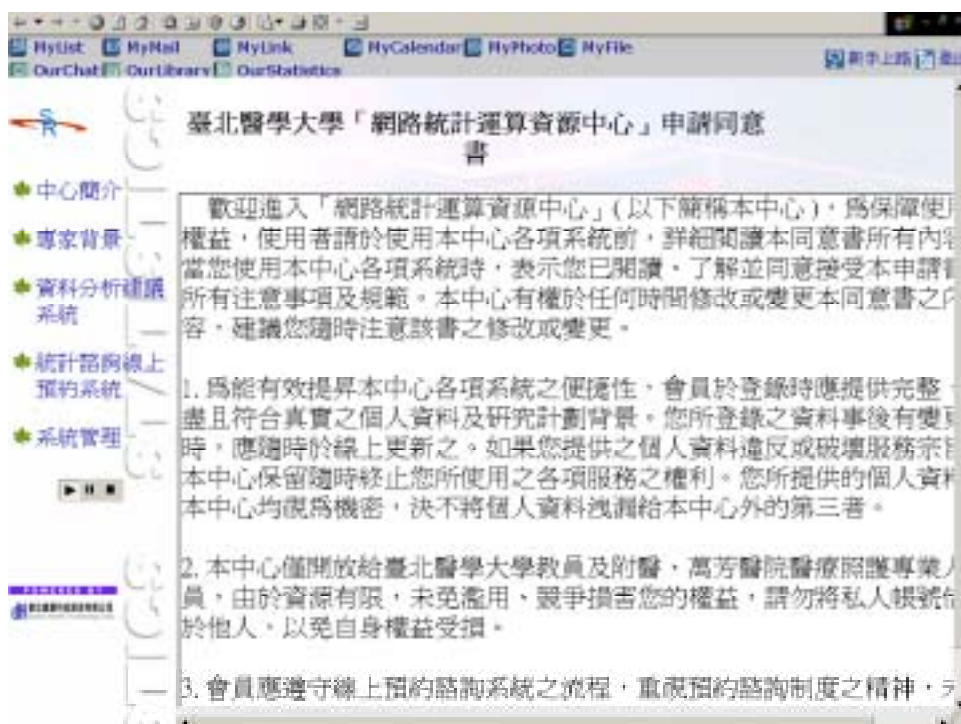 MyList MyMail MyLink MyCalendar MyPhoto MyFile
新手上路
OurChat OurLibrary OurStatistics
臺北醫學大學「網路統計運算資源中心」申請同意
書
中心簡介
專家背景
資料分析建議
系統
統計諮詢線上
預約系統
系統管理
歡迎進入「網路統計運算資源中心」(以下簡稱本中心),為保障使用
權益,使用者請於使用本中心各項系統前,詳細閱讀本同意書所有內容
當您使用本中心各項系統時,表示您已閱讀、了解並同意接受本申請書
所有注意事項及規範。本中心有權於任何時間修改或變更本同意書之內
容,建議您隨時注意該書之修改或變更。
1. 為能有效提昇本中心各項系統之便捷性,會員於登錄時應提供完整、
盡且符合真實之個人資料及研究計劃背景。您所登錄之資料事後有變更
時,應隨時於線上更新之。如果您提供之個人資料違反或破壞服務宗旨
本中心保留隨時終止您所使用之各項服務之權利。您所提供的個人資料
本中心均視為機密,決不將個人資料洩漏給本中心外的第三者。
2. 本中心僅開放給臺北醫學大學教員及附醫、萬芳醫院醫療照護專業人
員,由於資源有限,未免濫用、競爭損害您的權益,請勿將私人帳號借
於他人,以免自身權益受損。
3. 會員應遵守線上預約諮詢系統之流程,重視預約諮詢制度之精神,